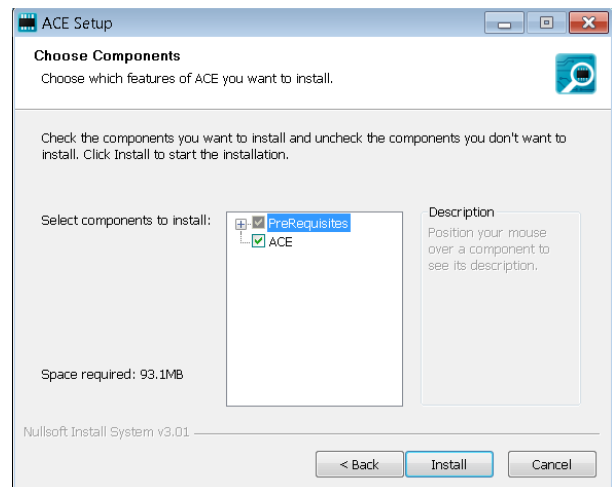 ACE Setup
Choose Components
Choose which features of ACE you want to install.
Check the components you want to install and uncheck the components you don't want to
install. Click Install to start the installation.
Select components to install:
PreRequisites
ACE
Description
Position your mouse
over a component to
see its description.
Space required: 93.1MB
Nullsoft Install System v3.01
< Back
Install
Cancel